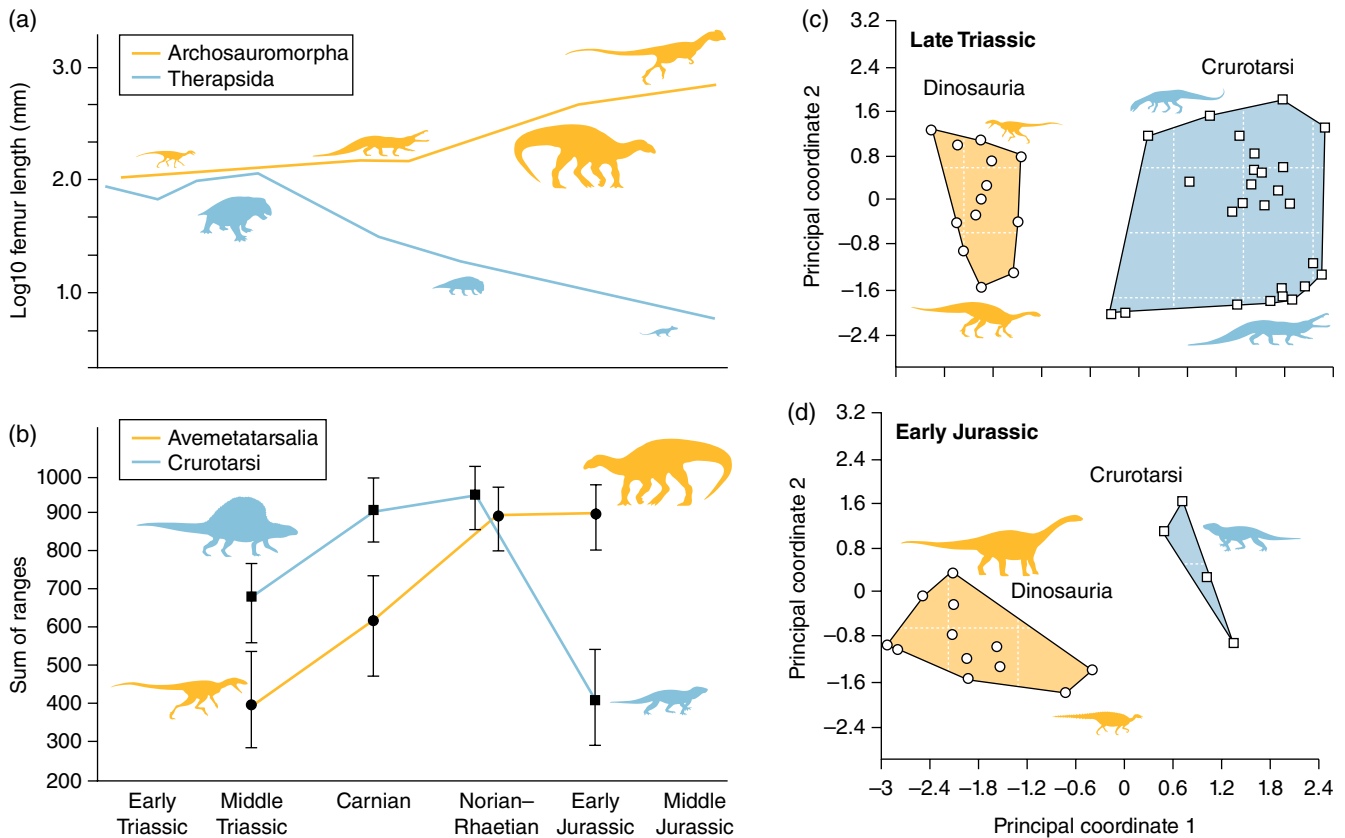 (a)
Archosauromorpha
Therapsida
Log10 femur length (mm)
3.0
2.0
1.0
(b)
Avemetatarsalia
Crurotarsi
Sum of ranges
1000
900
800
700
600
500
400
300
200
Early Triassic
Middle Triassic
Carnian
Norian–Rhaetian
Early Jurassic
Middle Jurassic
(c)
Late Triassic
Dinosauria
Crurotarsi
Principal coordinate 2
3.2
2.4
1.6
0.8
0
−0.8
−1.6
−2.4
(d)
Early Jurassic
Crurotarsi
Dinosauria
Principal coordinate 2
3.2
2.4
1.6
0.8
0
−0.8
−1.6
−2.4
−3 −2.4 −1.8 −1.2 −0.6 0 0.6 1.2 1.8 2.4
Principal coordinate 1